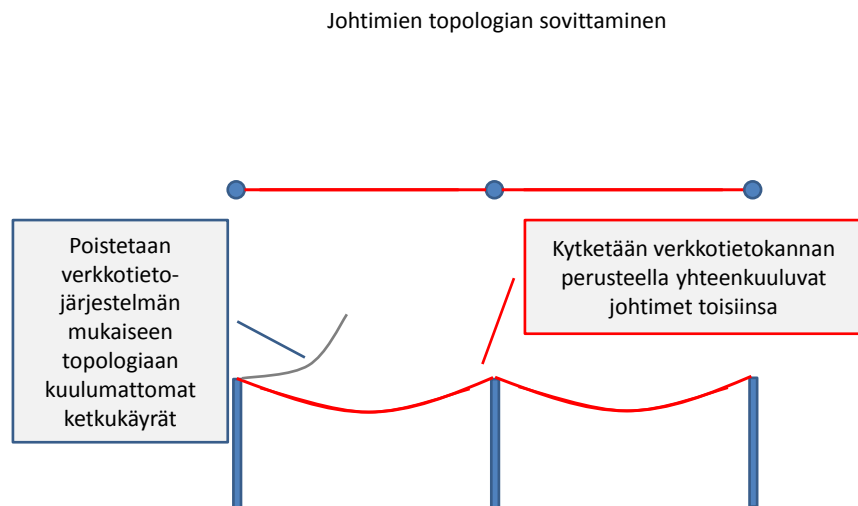 Johtimien topologian sovittaminen
Poistetaan
verkkotieto-
järjestelmän
mukaiseen
topologiaan
kuulumattomat
ketkukäyrät
Kytketään verkkotietokannan
perusteella yhteenkuuluvat
johtimet toisiinsa